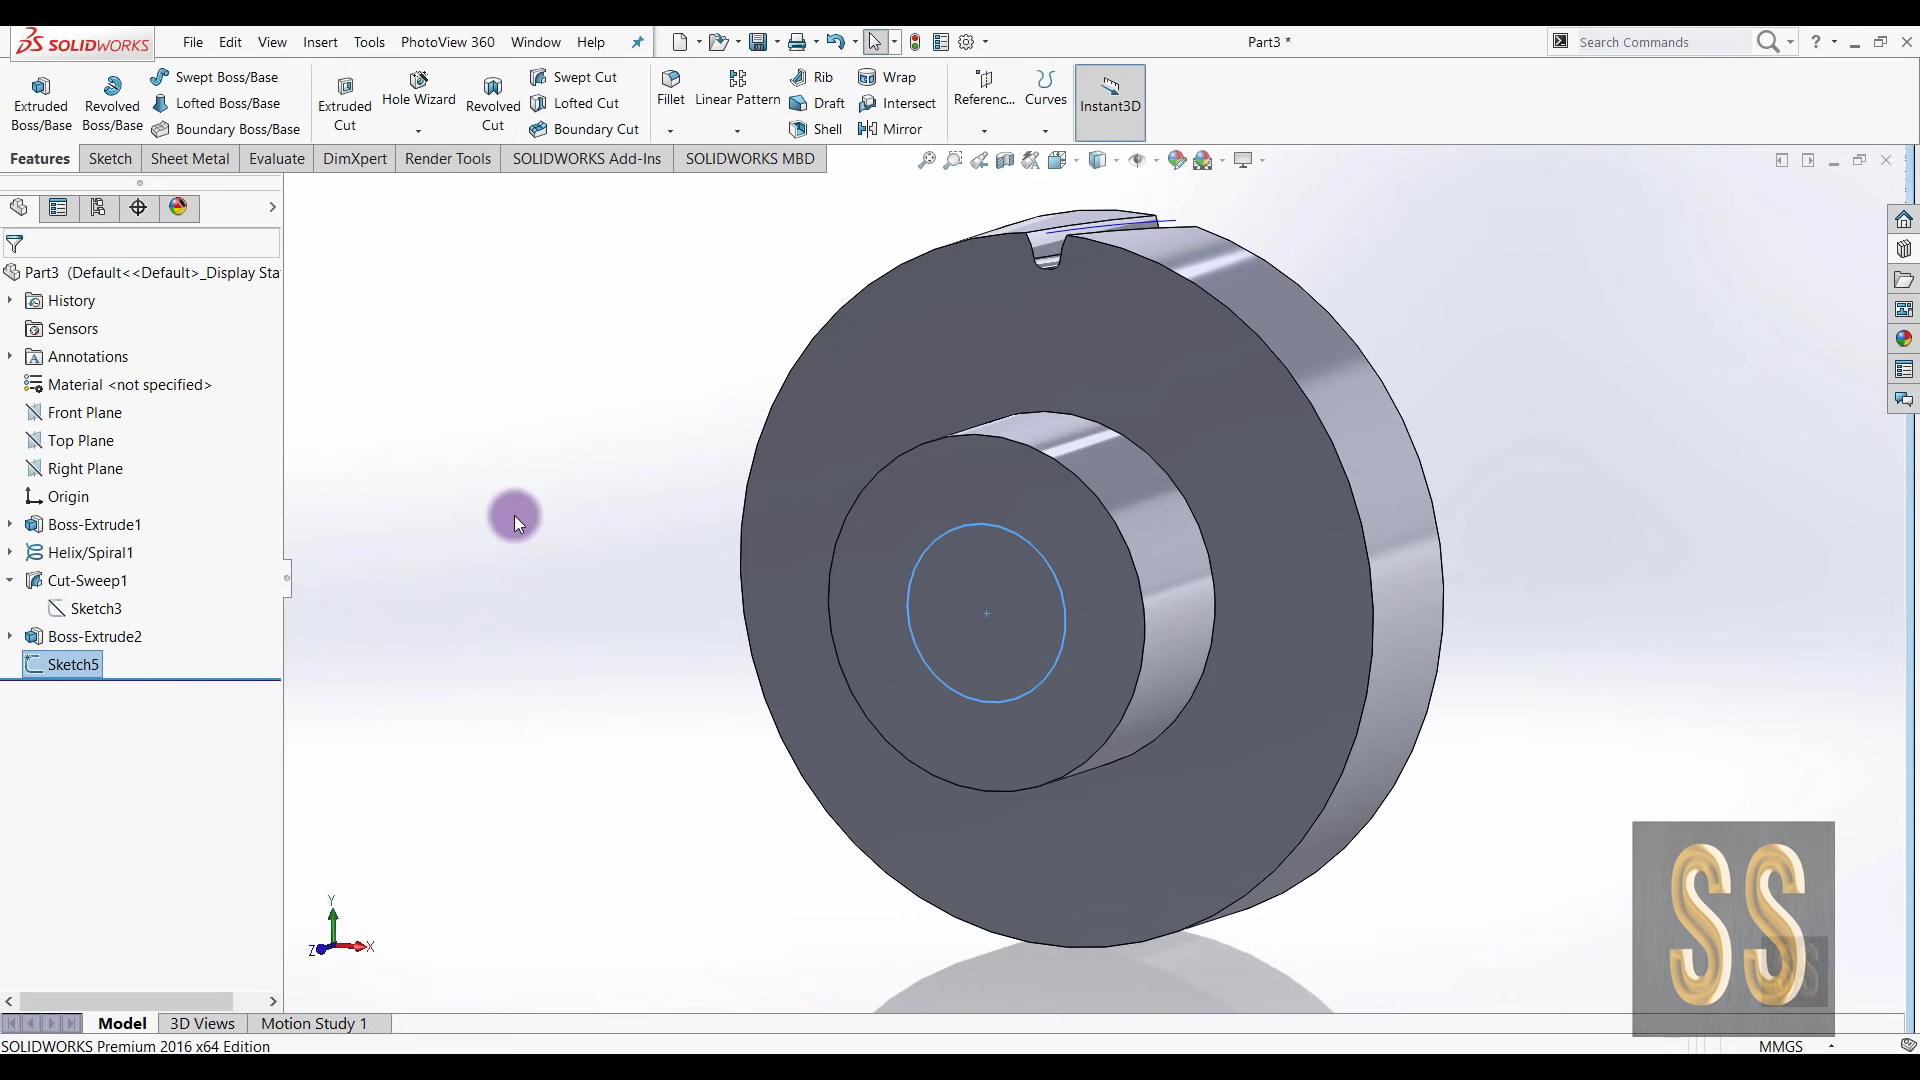 SOLIDWORKS File Edit View Insert Tools PhotoView 360 Window Help Part3 * Search Commands ?
Extruded Boss/Base
Revolved Boss/Base
Swept Boss/Base
Lofted Boss/Base
Boundary Boss/Base
Extruded Cut
Hole Wizard
Revolved Cut
Swept Cut
Lofted Cut
Boundary Cut
Fillet
Linear Pattern
Rib
Draft
Shell
Wrap
Intersect
Mirror
Referenc...
Curves
Instant3D
Features Sketch Sheet Metal Evaluate DimXpert Render Tools SOLIDWORKS Add-Ins SOLIDWORKS MBD
Part3 (Default<<Default>_Display Sta
History
Sensors
Annotations
Material <not specified>
Front Plane
Top Plane
Right Plane
Origin
Boss-Extrude1
Helix/Spiral1
Cut-Sweep1
Sketch3
Boss-Extrude2
Sketch5
Y
Z
X
SS
Model 3D Views Motion Study 1
SOLIDWORKS Premium 2016 x64 Edition MMGS